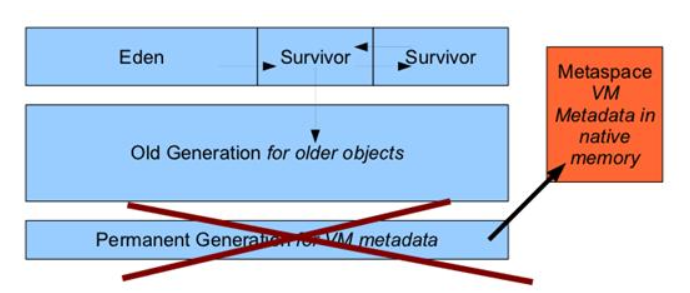 Eden
Survivor
Survivor
Old Generation for older objects
Permanent Generation for VM metadata
Metaspace
VM
Metadata in
native
memory